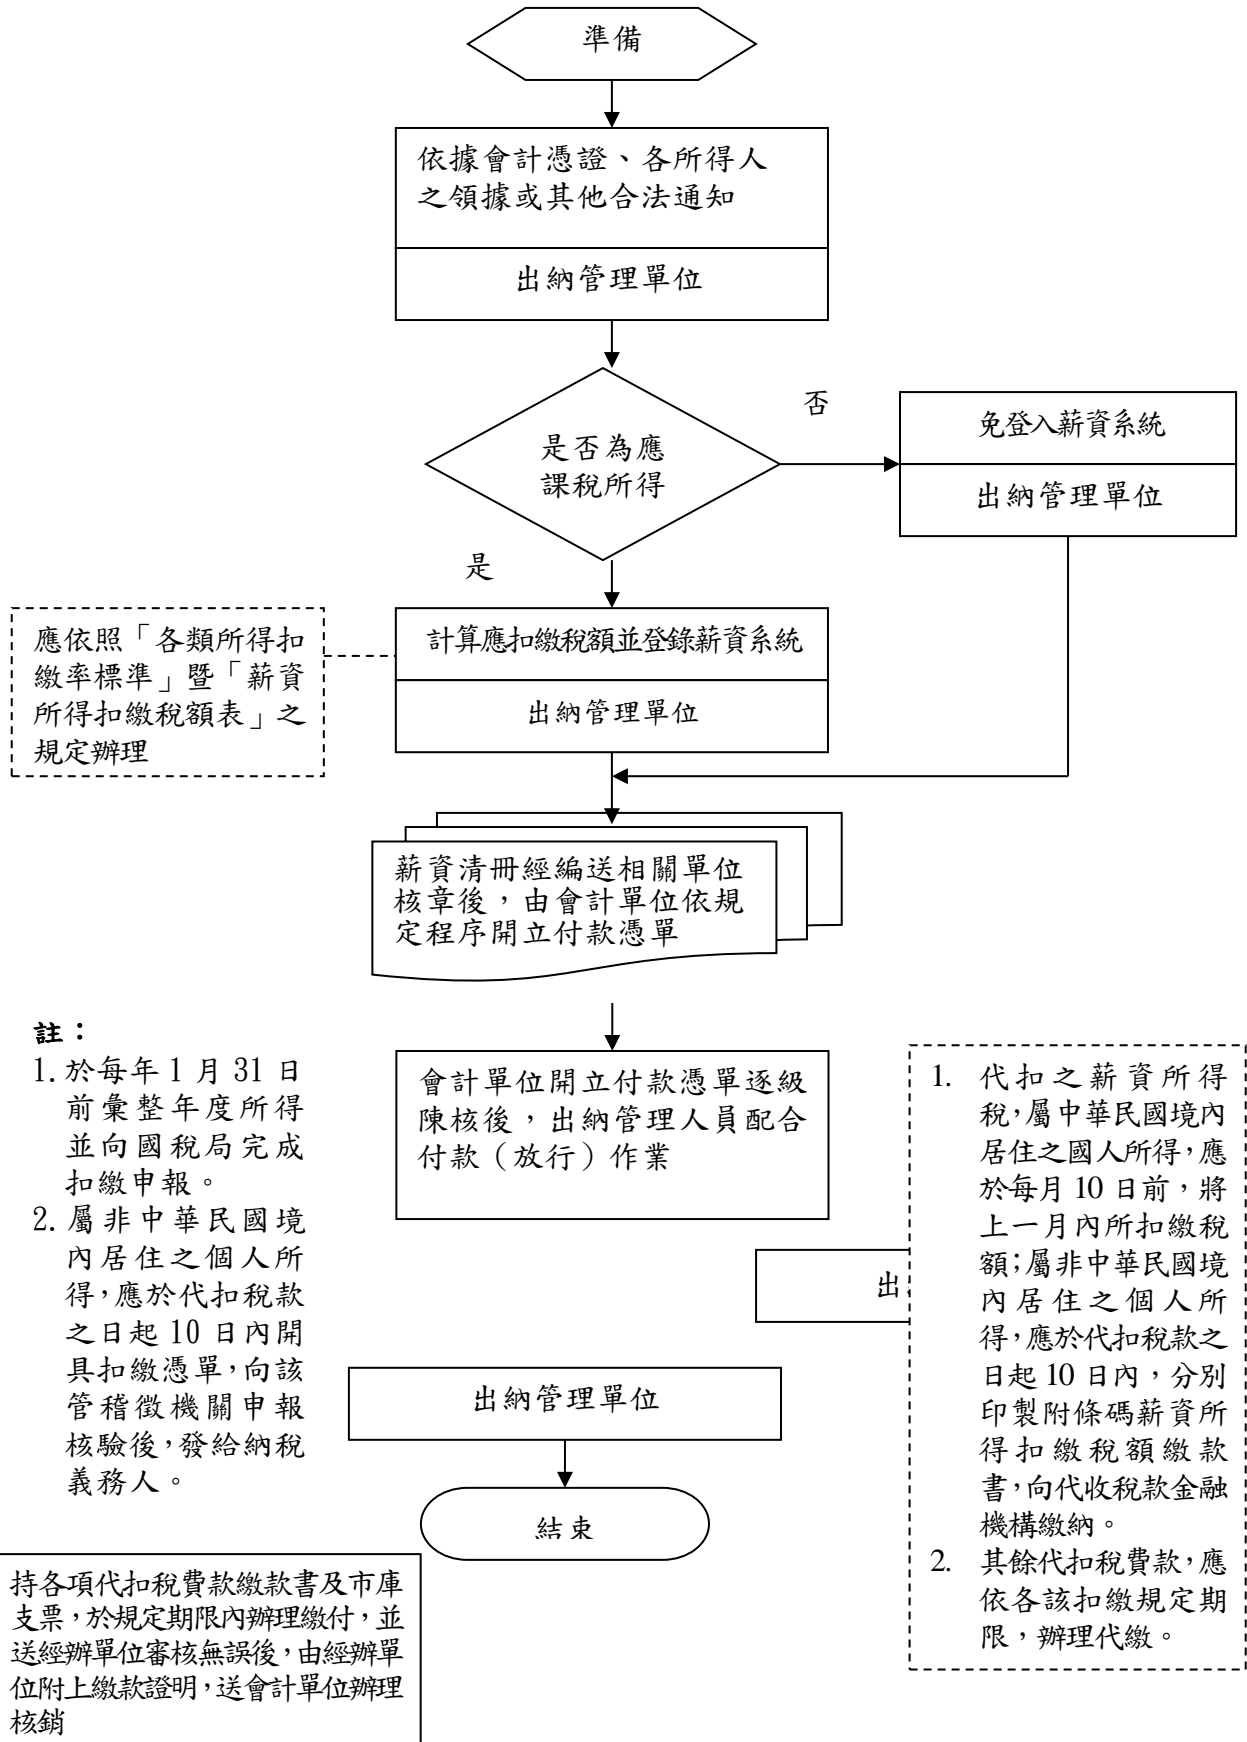 準備
依據會計憑證、各所得人
之領據或其他合法通知
出納管理單位
是否為應
課稅所得
否
免登入薪資系統
出納管理單位
是
應依照「各類所得扣
繳率標準」暨「薪資
所得扣繳稅額表」之
規定辦理
計算應扣繳稅額並登錄薪資系統
出納管理單位
薪資清冊經編送相關單位
核章後，由會計單位依規
定程序開立付款憑單
註：
1. 於每年 1 月 31 日
前彙整年度所得
並向國稅局完成
扣繳申報。
2. 屬非中華民國境
內居住之個人所
得，應於代扣稅款
之日起 10 日內開
具扣繳憑單，向該
管稽徵機關申報
核驗後，發給納稅
義務人。
會計單位開立付款憑單逐級
陳核後，出納管理人員配合
付款（放行）作業
出
1. 代扣之薪資所得
稅，屬中華民國境內
居住之國人所得，應
於每月 10 日前，將
上一月內所扣繳稅
額；屬非中華民國境
內居住之個人所
得，應於代扣稅款之
日起 10 日內，分別
印製附條碼薪資所
得扣繳稅額繳款
書，向代收稅款金融
機構繳納。
2. 其餘代扣稅費款，應
依各該扣繳規定期
限，辦理代繳。
出納管理單位
結束
持各項代扣稅費款繳款書及市庫
支票，於規定期限內辦理繳付，並
送經辦單位審核無誤後，由經辦單
位附上繳款證明，送會計單位辦理
核銷